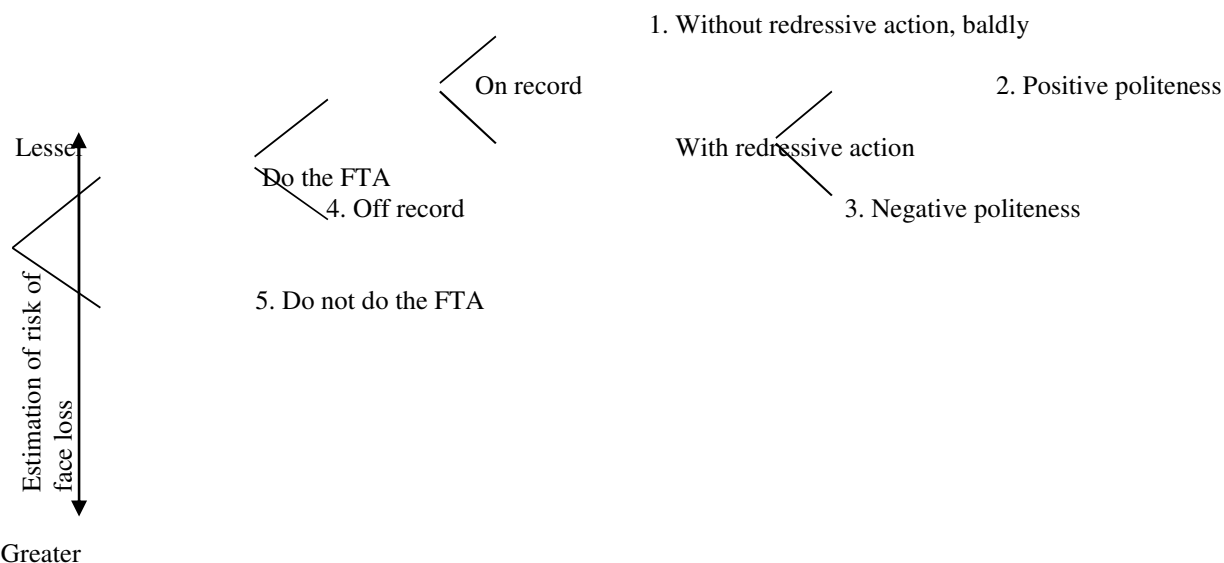 1. Without redressive action, baldly
On record
2. Positive politeness
Lesser
With redressive action
Do the FTA
4. Off record
3. Negative politeness
5. Do not do the FTA
Estimation of risk of
face loss
Greater